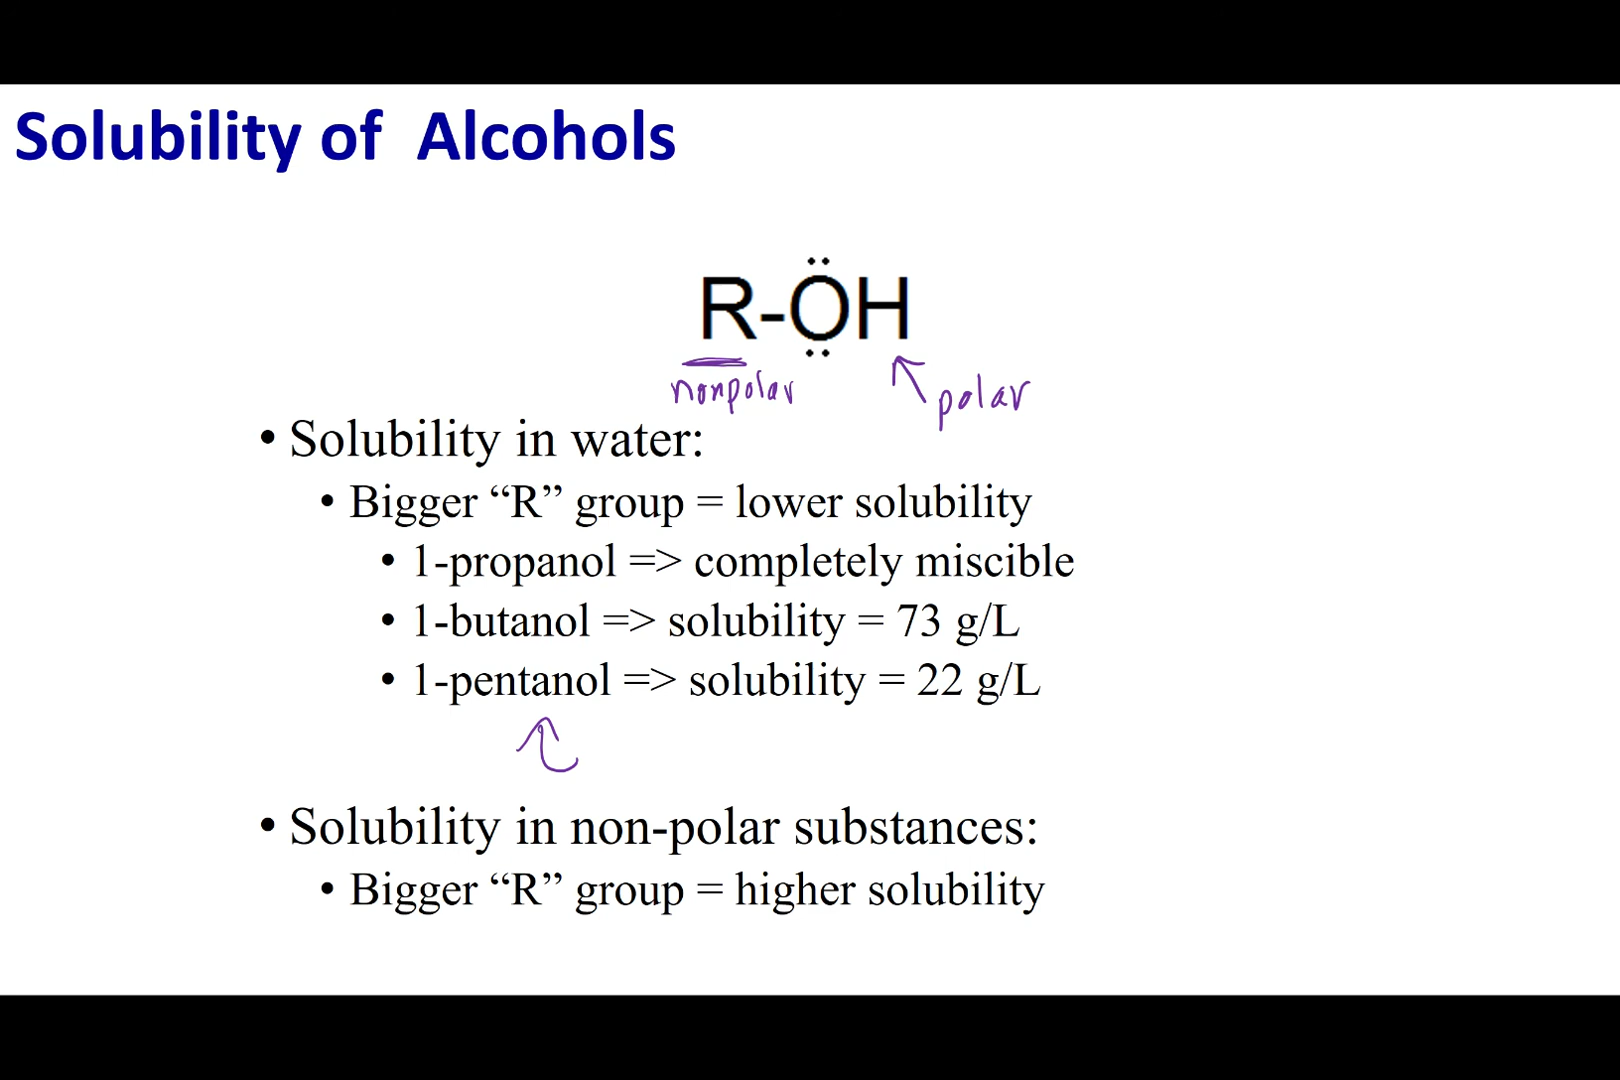 Solubility of Alcohols
R-ÖH
nonpolar
polar
• Solubility in water:
• Bigger “R” group = lower solubility
• 1-propanol => completely miscible
• 1-butanol => solubility = 73 g/L
• 1-pentanol => solubility = 22 g/L
• Solubility in non-polar substances:
• Bigger “R” group = higher solubility